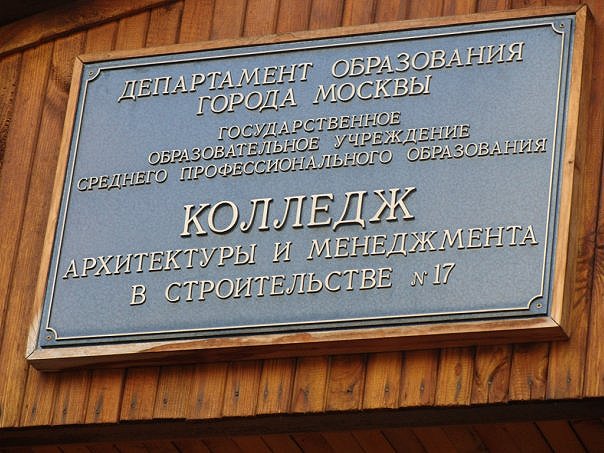 ДЕПАРТАМЕНТ ОБРАЗОВАНИЯ
ГОРОДА МОСКВЫ
ГОСУДАРСТВЕННОЕ
ОБРАЗОВАТЕЛЬНОЕ УЧРЕЖДЕНИЕ
СРЕДНЕГО ПРОФЕССИОНАЛЬНОГО ОБРАЗОВАНИЯ
КОЛЛЕДЖ
АРХИТЕКТУРЫ И МЕНЕДЖМЕНТА
В СТРОИТЕЛЬСТВЕ № 17